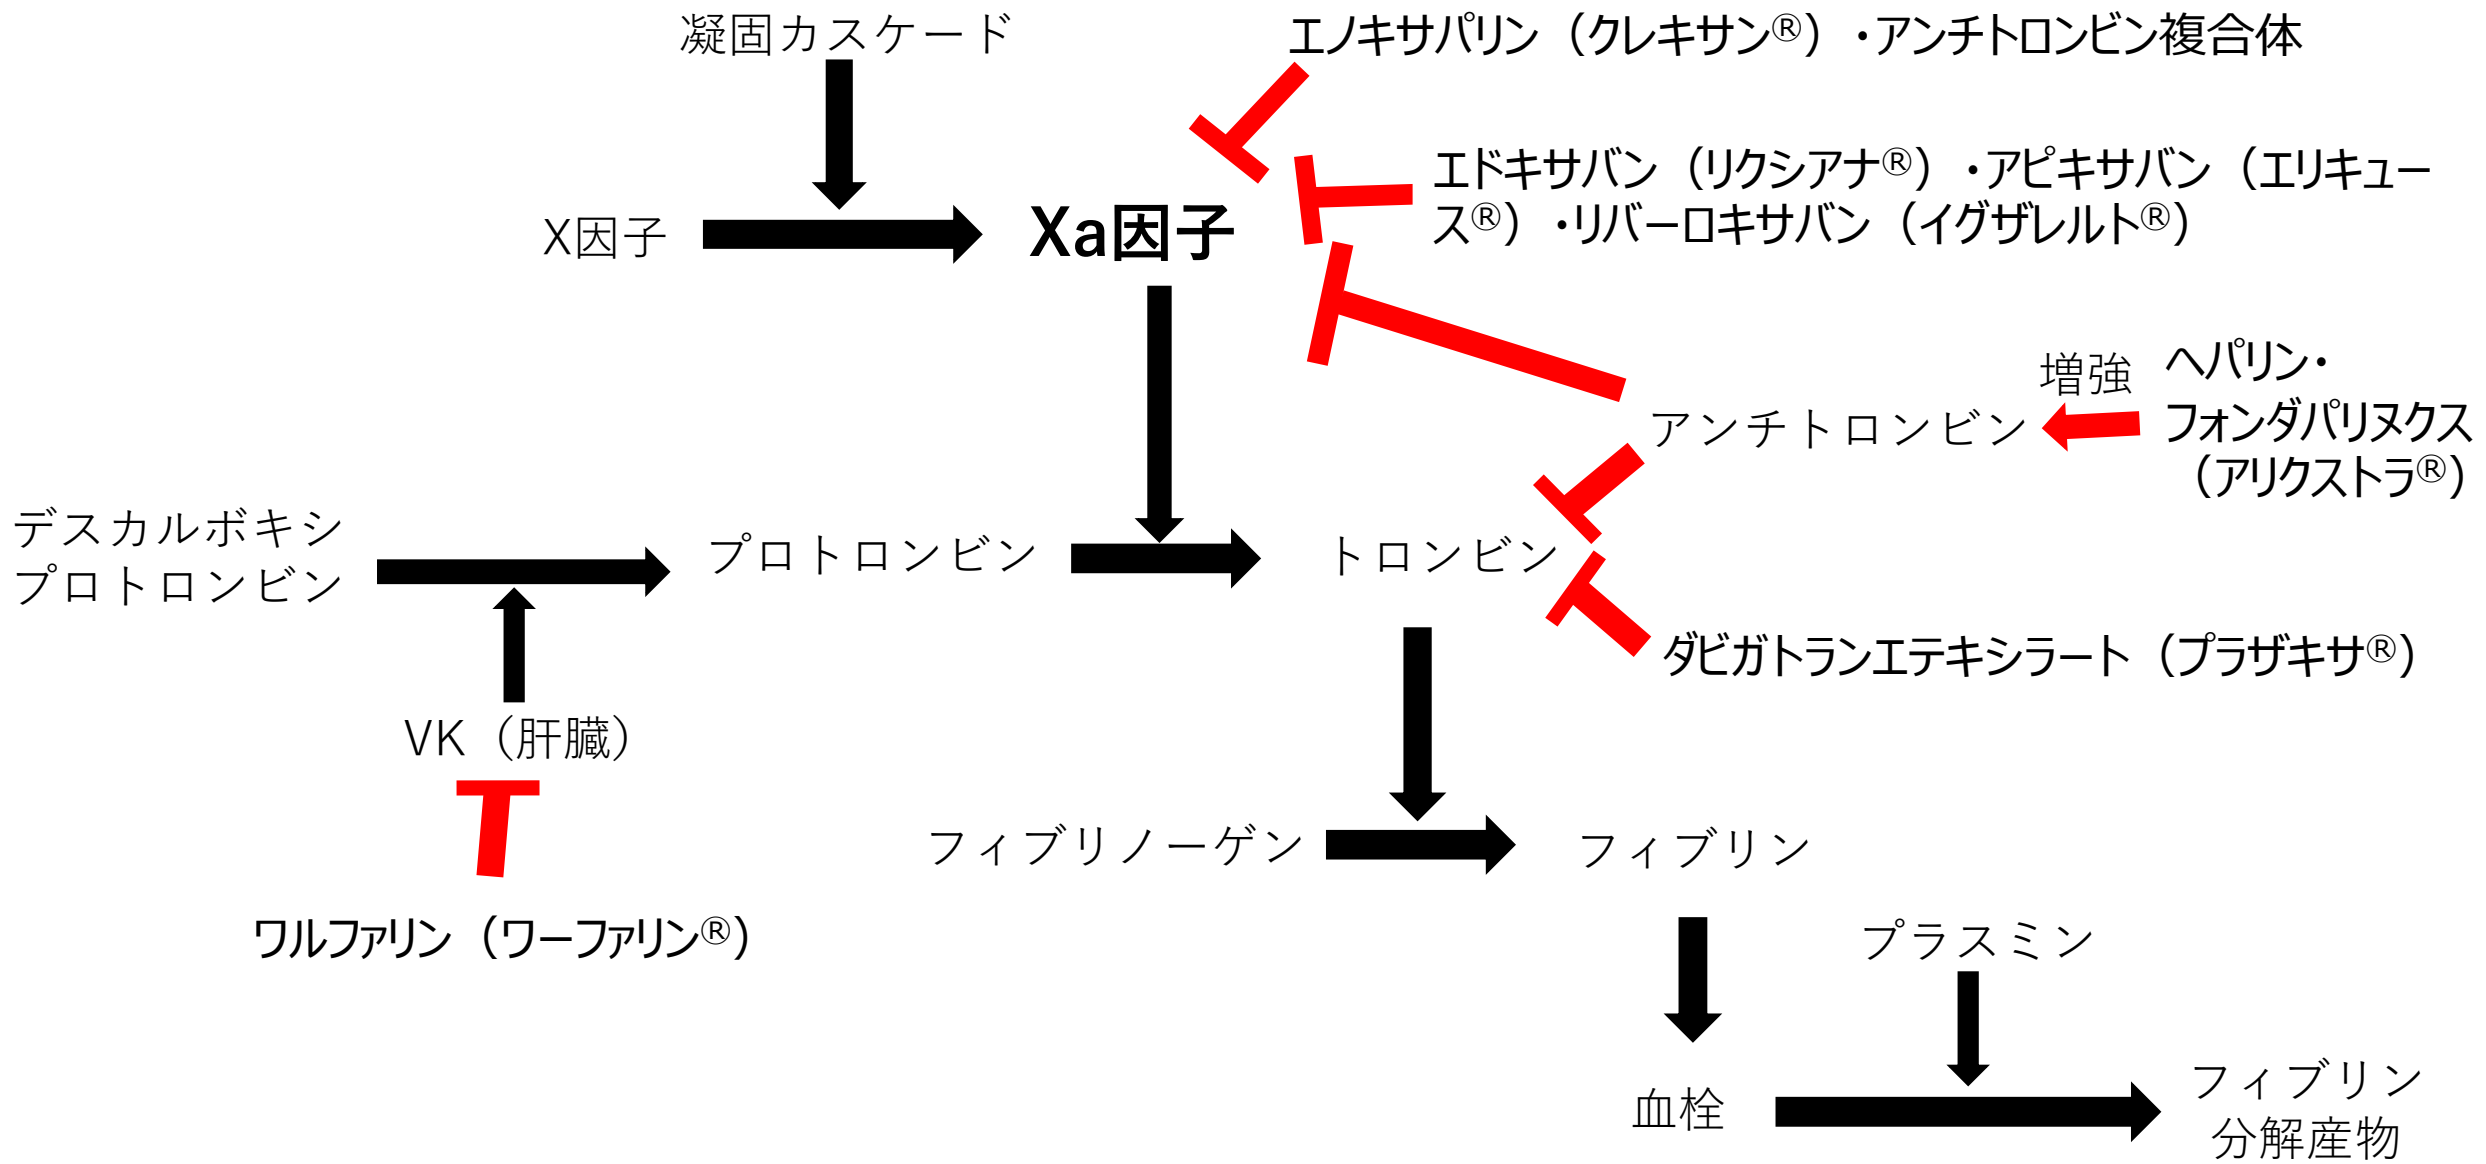 凝固カスケード
エノキサパリン（クレキサン®）・アンチトロンビン複合体
エドキサバン（リクシアナ®）・アピキサバン（エリキュー
ス®）・リバーロキサバン（イグザレルト®）
X因子
Xa因子
増強
ヘパリン・
フォンダパリヌクス
（アリクストラ®）
アンチトロンビン
デスカルボキシ
プロトロンビン
プロトロンビン
トロンビン
ダビガトランエテキシラート（プラザキサ®）
VK（肝臓）
フィブリノーゲン
フィブリン
ワルファリン（ワーファリン®）
プラスミン
血栓
フィブリン
分解産物